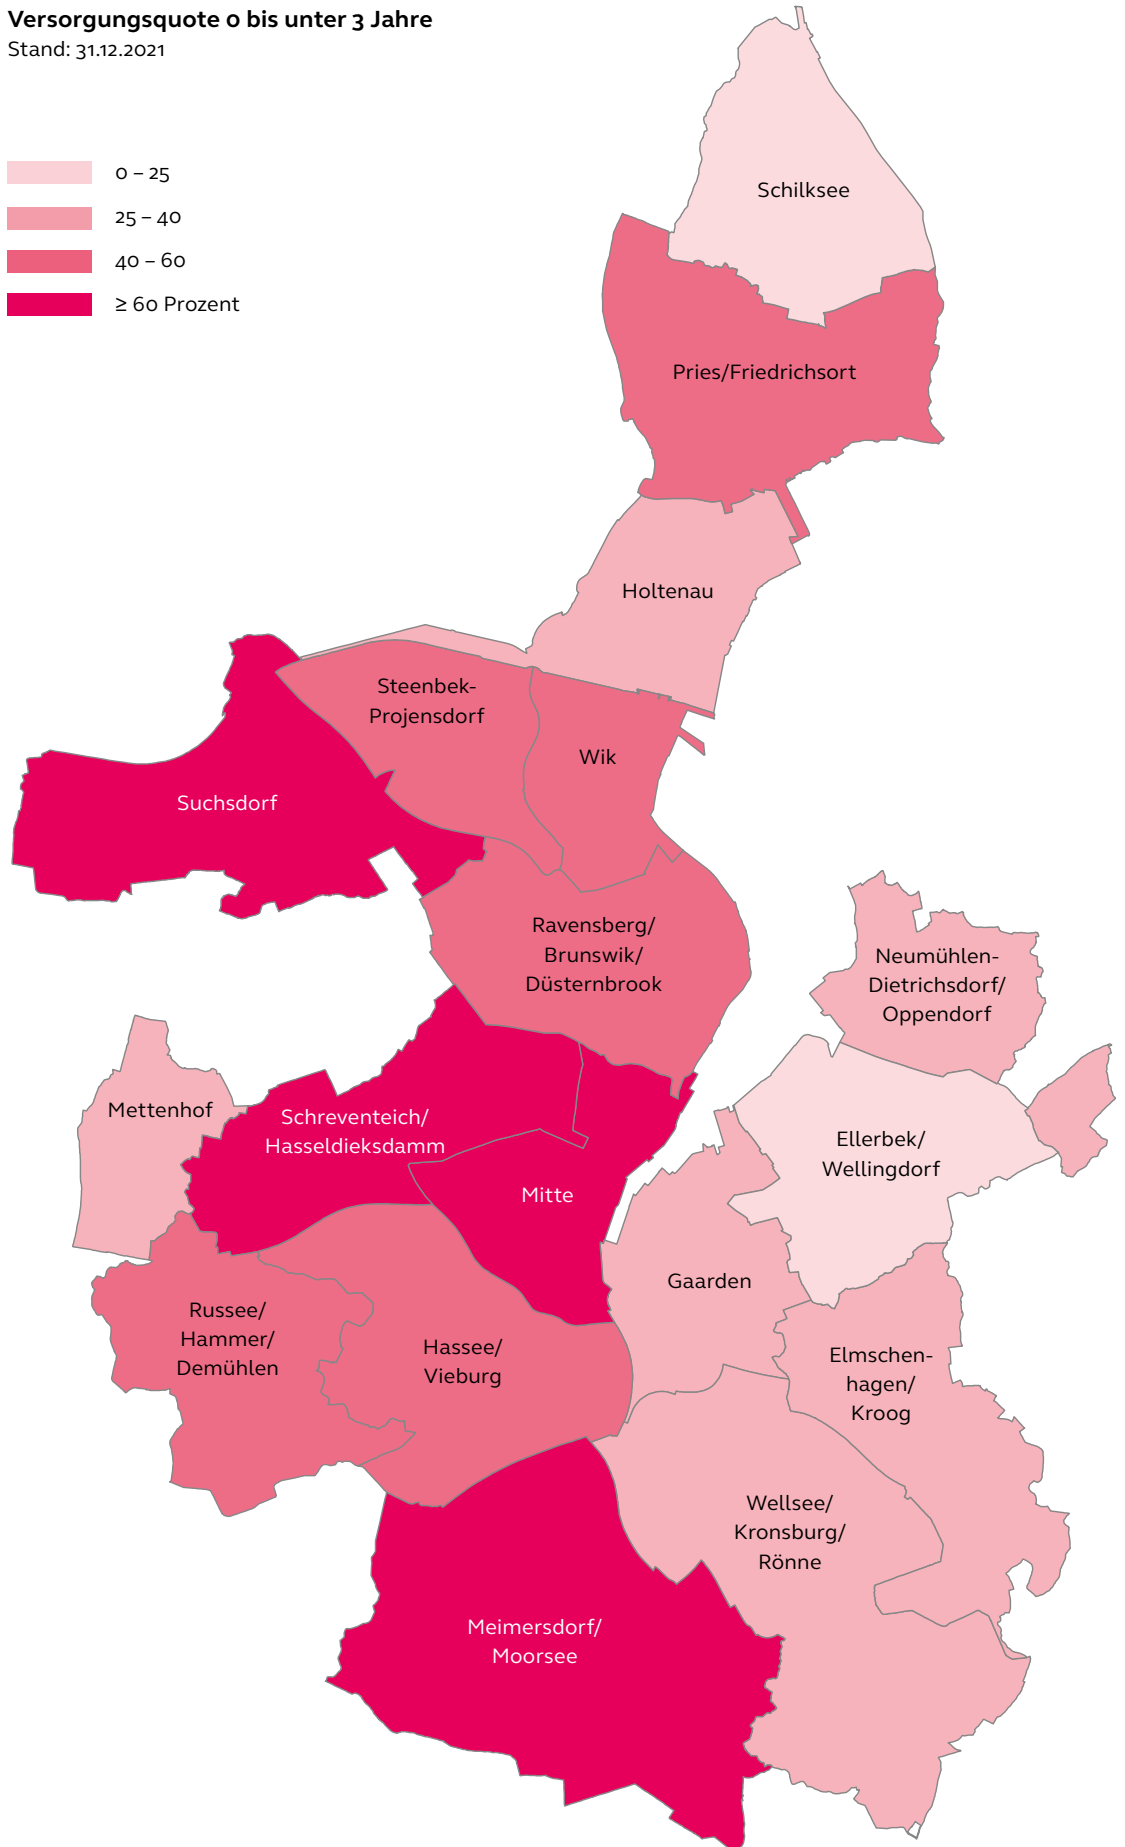 Versorgungsquote 0 bis unter 3 Jahre
Stand: 31.12.2021
0 – 25
25 – 40
40 – 60
≥ 60 Prozent
Schilksee
Pries/Friedrichsort
Holtenau
Steenbek-
Projensdorf
Wik
Suchsdorf
Ravensberg/
Brunswik/
Düsternbrook
Neumühlen-
Dietrichsdorf/
Oppendorf
Mettenhof
Schreventeich/
Hasseldieksdamm
Ellerbek/
Wellingdorf
Mitte
Gaarden
Russee/
Hammer/
Demühlen
Hassee/
Vieburg
Elmschen-
hagen/
Kroog
Wellsee/
Kronsburg/
Rönne
Meimersdorf/
Moorsee